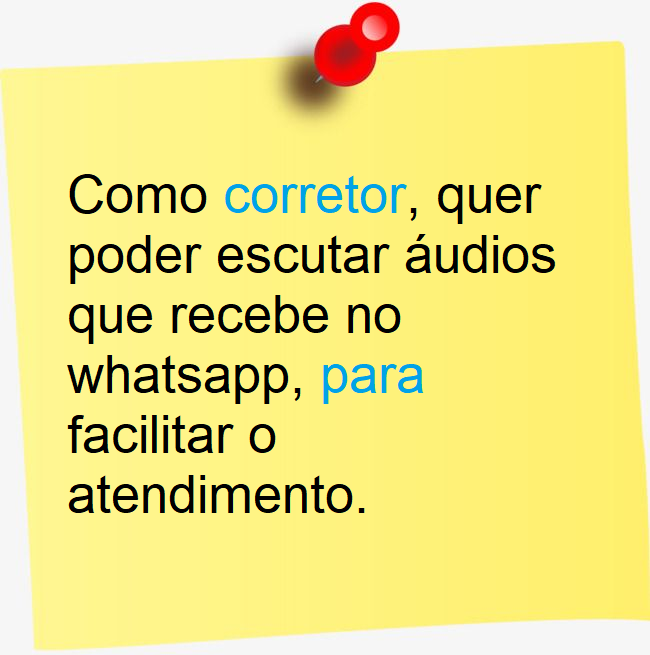 Como corretor, quer
poder escutar áudios
que recebe no
whatsapp, para
facilitar o
atendimento.